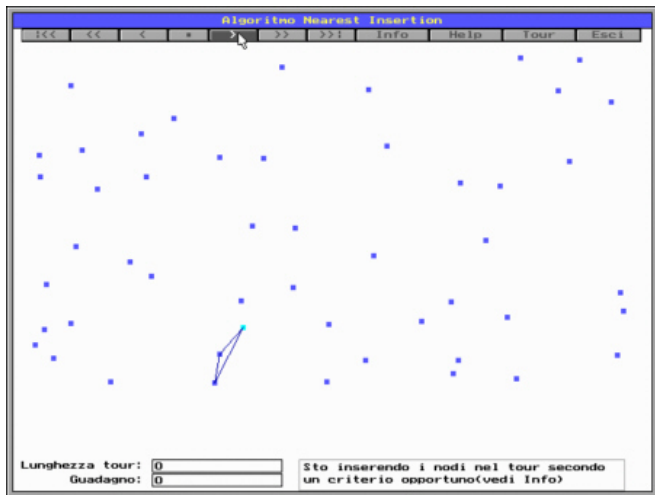 Algoritmo Nearest Insertion
¦<< << < ▪ > >> >>¦ Info Help Tour Esci
Lunghezza tour: 0
Guadagno: 0
Sto inserendo i nodi nel tour secondo
un criterio opportuno(vedi Info)